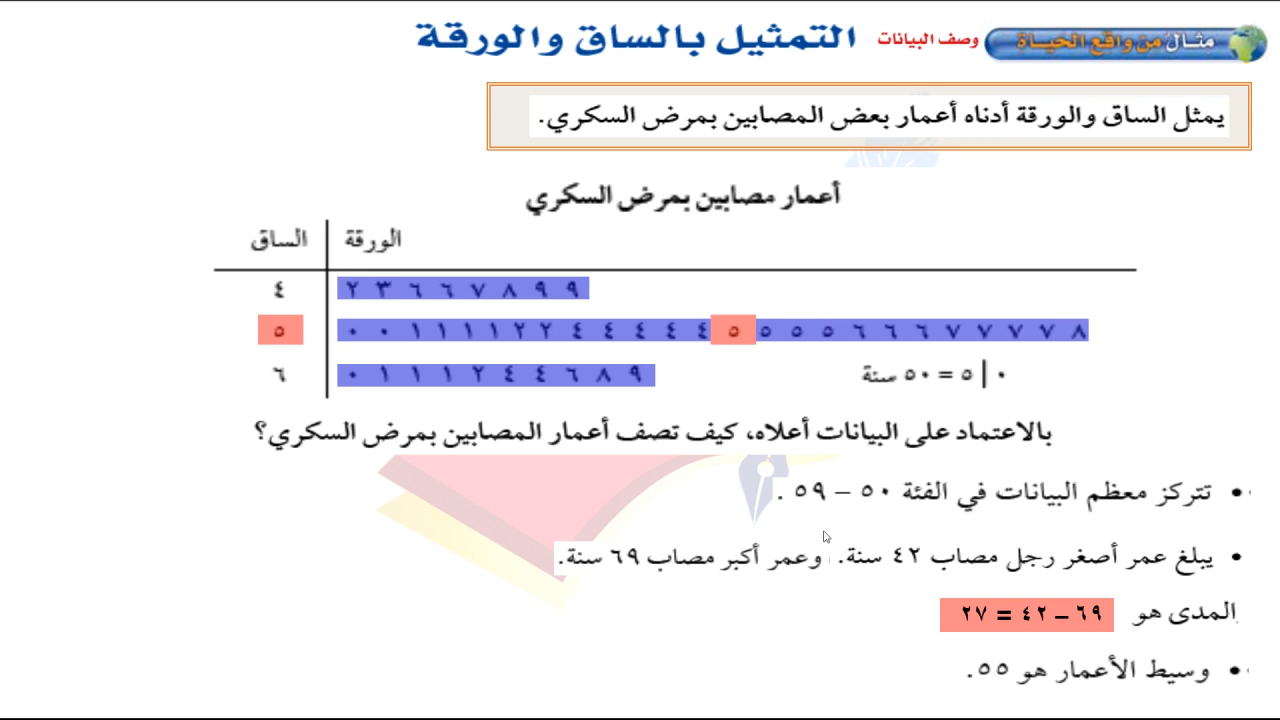 مثال من واقع الحياة وصف البيانات التمثيل بالساق والورقة
يمثل الساق والورقة أدناه أعمار بعض المصابين بمرض السكري.
أعمار مصابين بمرض السكري
الساق الورقة
٤ ٢ ٣ ٦ ٦ ٧ ٨ ٩ ٩
٥ ٠ ٠ ١ ١ ١ ١ ٢ ٢ ٤ ٤ ٤ ٤ ٤ ٥ ٥ ٥ ٥ ٦ ٦ ٦ ٧ ٧ ٧ ٧ ٨
٦ ٠ ١ ١ ١ ٢ ٤ ٤ ٦ ٨ ٩ ٠ | ٥ = ٥٠ سنة
بالاعتماد على البيانات أعلاه، كيف تصف أعمار المصابين بمرض السكري؟
• تتركز معظم البيانات في الفئة ٥٠ – ٥٩ .
• يبلغ عمر أصغر رجل مصاب ٤٢ سنة. وعمر أكبر مصاب ٦٩ سنة.
المدى هو ٦٩ – ٤٢ = ٢٧
• وسيط الأعمار هو ٥٥.